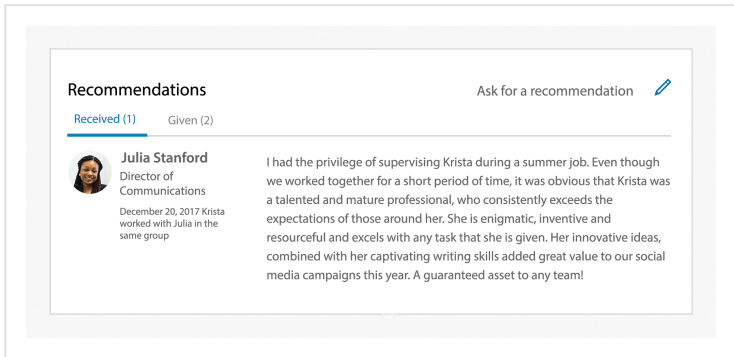 Recommendations
Ask for a recommendation
Received (1)
Given (2)
Julia Stanford
Director of
Communications
December 20, 2017 Krista
worked with Julia in the
same group
I had the privilege of supervising Krista during a summer job. Even though
we worked together for a short period of time, it was obvious that Krista was
a talented and mature professional, who consistently exceeds the
expectations of those around her. She is enigmatic, inventive and
resourceful and excels with any task that she is given. Her innovative ideas,
combined with her captivating writing skills added great value to our social
media campaigns this year. A guaranteed asset to any team!